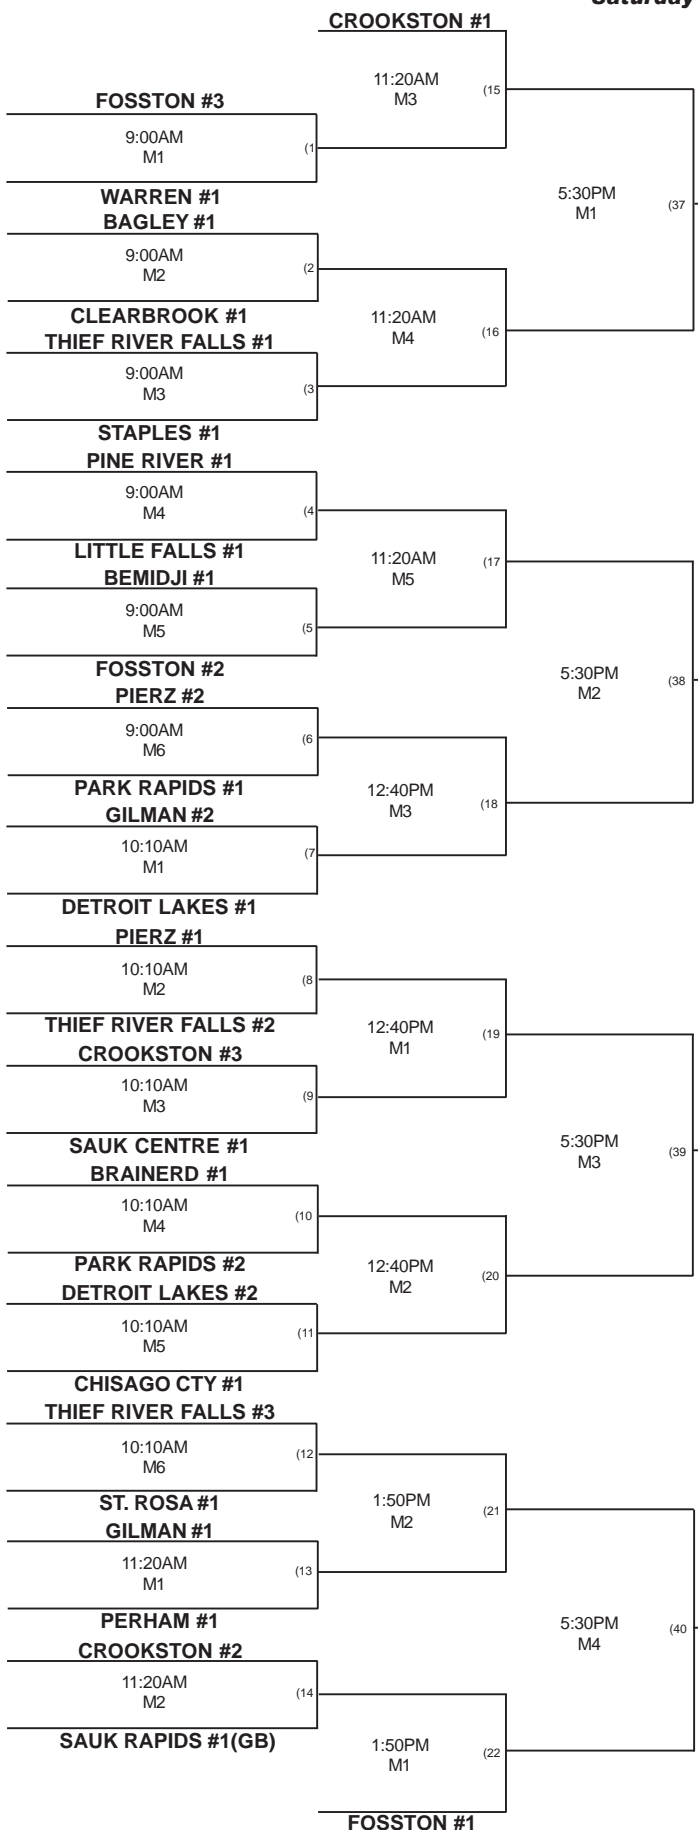 Saturday
CROOKSTON #1
11:20AM
M3
(15
FOSSTON #3
9:00AM
M1
(1
WARREN #1
5:30PM
M1
(37
BAGLEY #1
9:00AM
M2
(2
CLEARBROOK #1
11:20AM
M4
(16
THIEF RIVER FALLS #1
9:00AM
M3
(3
STAPLES #1
PINE RIVER #1
9:00AM
M4
(4
LITTLE FALLS #1
11:20AM
M5
(17
BEMIDJI #1
9:00AM
M5
(5
FOSSTON #2
5:30PM
M2
(38
PIERZ #2
9:00AM
M6
(6
PARK RAPIDS #1
12:40PM
M3
(18
GILMAN #2
10:10AM
M1
(7
DETROIT LAKES #1
PIERZ #1
10:10AM
M2
(8
THIEF RIVER FALLS #2
12:40PM
M1
(19
CROOKSTON #3
10:10AM
M3
(9
SAUK CENTRE #1
5:30PM
M3
(39
BRAINERD #1
10:10AM
M4
(10
PARK RAPIDS #2
12:40PM
M2
(20
DETROIT LAKES #2
10:10AM
M5
(11
CHISAGO CTY #1
THIEF RIVER FALLS #3
10:10AM
M6
(12
ST. ROSA #1
1:50PM
M2
(21
GILMAN #1
11:20AM
M1
(13
PERHAM #1
5:30PM
M4
(40
CROOKSTON #2
11:20AM
M2
(14
SAUK RAPIDS #1(GB)
1:50PM
M1
(22
FOSSTON #1